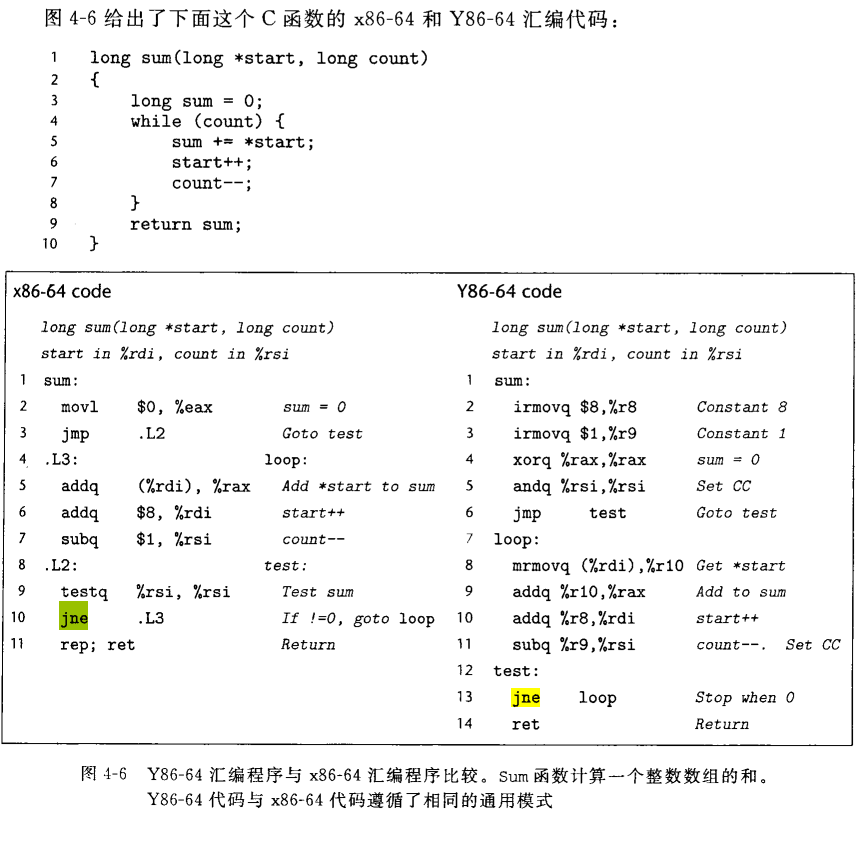 图 4-6 给出了下面这个 C 函数的 x86-64 和 Y86-64 汇编代码：
1 long sum(long *start, long count)
2 {
3 long sum = 0;
4 while (count) {
5 sum += *start;
6 start++;
7 count--;
8 }
9 return sum;
10 }
x86-64 code
long sum(long *start, long count)
start in %rdi, count in %rsi
1 sum:
2 movl $0, %eax sum = 0
3 jmp .L2 Goto test
4 .L3: loop:
5 addq (%rdi), %rax Add *start to sum
6 addq $8, %rdi start++
7 subq $1, %rsi count--
8 .L2: test:
9 testq %rsi, %rsi Test sum
10 jne .L3 If !=0, goto loop
11 rep; ret Return
Y86-64 code
long sum(long *start, long count)
start in %rdi, count in %rsi
1 sum:
2 irmovq $8,%r8 Constant 8
3 irmovq $1,%r9 Constant 1
4 xorq %rax,%rax sum = 0
5 andq %rsi,%rsi Set CC
6 jmp test Goto test
7 loop:
8 mrmovq (%rdi),%r10 Get *start
9 addq %r10,%rax Add to sum
10 addq %r8,%rdi start++
11 subq %r9,%rsi count--. Set CC
12 test:
13 jne loop Stop when 0
14 ret Return
图 4-6 Y86-64 汇编程序与 x86-64 汇编程序比较。Sum 函数计算一个整数数组的和。
Y86-64 代码与 x86-64 代码遵循了相同的通用模式